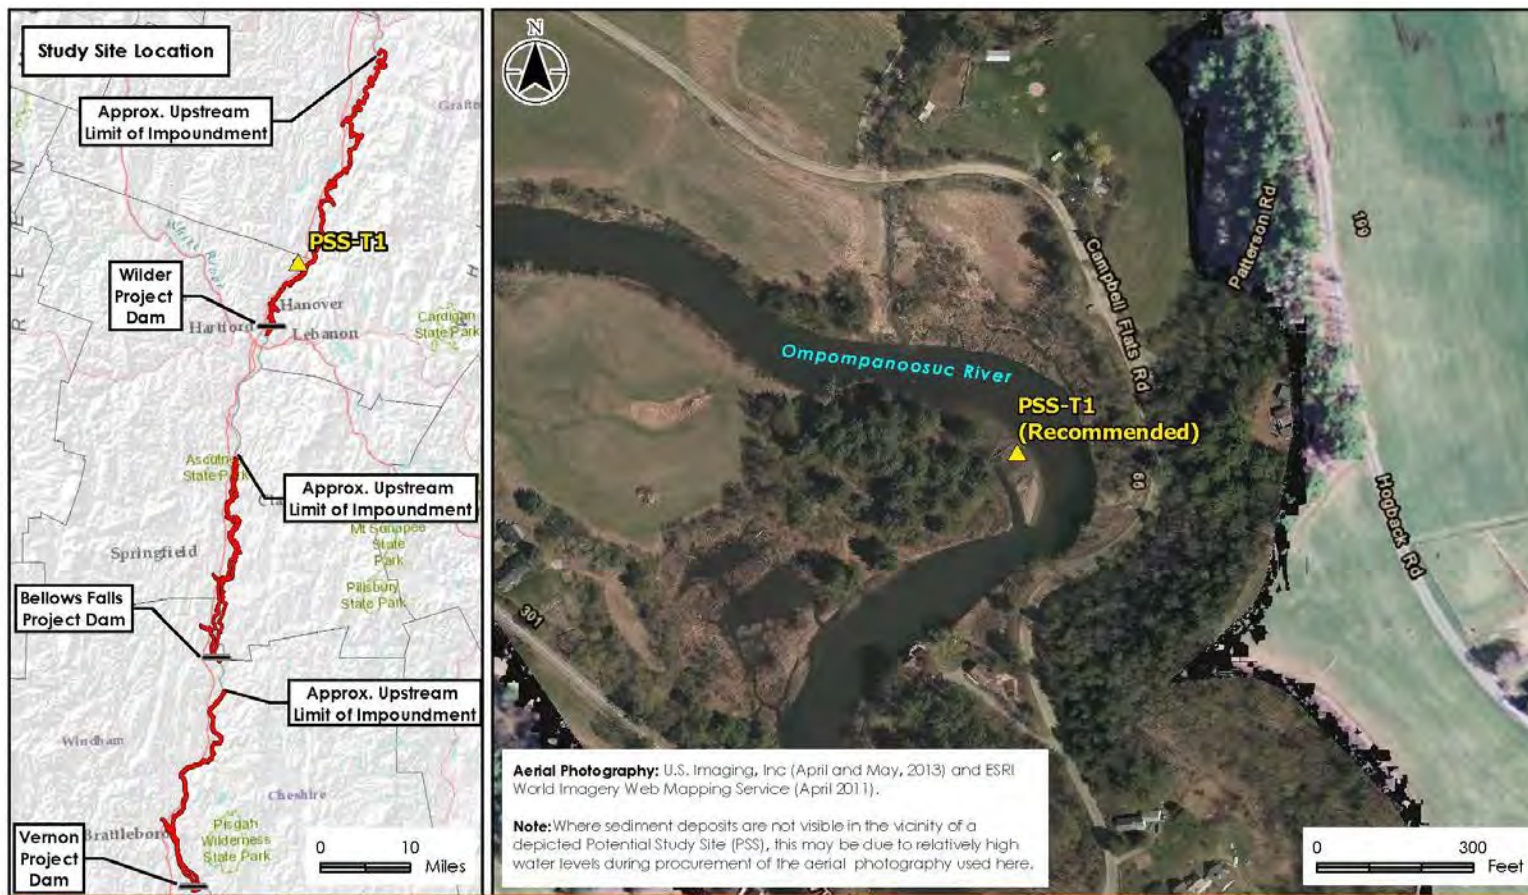 Study Site Location
Approx. Upstream
Limit of Impoundment
Grafto
White River
PSS-T1
Wilder
Project
Dam
Hanover
Hartford
Lebanon
Cardigan
State Park
Ascutney
State Park
Approx. Upstream
Limit of Impoundment
Mt Sunapee
State
Park
Springfield
Pillsbury
State Park
Bellows Falls
Project Dam
Approx. Upstream
Limit of Impoundment
Windham
Cheshire
Brattleboro
Pisgah
Wilderness
State Park
Vernon
Project
Dam
0 10
Miles
N
Campbell Flats Rd
Patterson Rd
100
Ompompanoosuc River
PSS-T1
(Recommended)
66
Hogback Rd
301
Aerial Photography: U.S. Imaging, Inc (April and May, 2013) and ESRI
World Imagery Web Mapping Service (April 2011).
Note: Where sediment deposits are not visible in the vicinity of a
depicted Potential Study Site (PSS), this may be due to relatively high
water levels during procurement of the aerial photography used here.
0 300
Feet